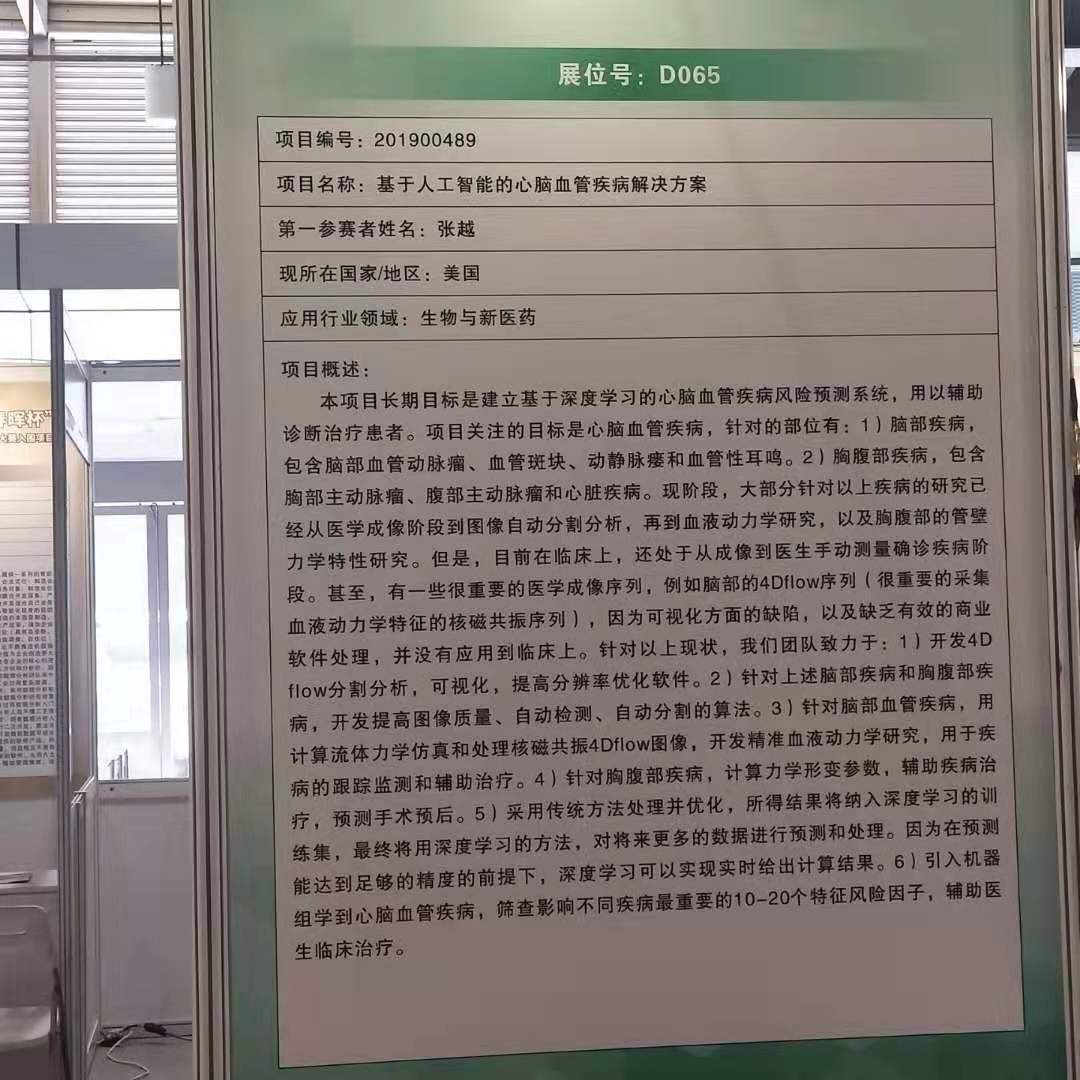 展位号：D065
项目编号：201900489
项目名称：基于人工智能的心脑血管疾病解决方案
第一参赛者姓名：张越
现所在国家/地区：美国
应用行业领域：生物与新医药
项目概述：
本项目长期目标是建立基于深度学习的心脑血管疾病风险预测系统，用以辅助
诊断治疗患者。项目关注的目标是心脑血管疾病，针对的部位有：1）脑部疾病，
包含脑部血管动脉瘤、血管斑块、动静脉瘘和血管性耳鸣。2）胸腹部疾病，包含
胸部主动脉瘤、腹部主动脉瘤和心脏疾病。现阶段，大部分针对以上疾病的研究已
经从医学成像阶段到图像自动分割分析，再到血液动力学研究，以及胸腹部的管壁
力学特性研究。但是，目前在临床上，还处于从成像到医生手动测量确诊疾病阶
段。甚至，有一些很重要的医学成像序列，例如脑部的4Dflow序列（很重要的采集
血液动力学特征的核磁共振序列），因为可视化方面的缺陷，以及缺乏有效的商业
软件处理，并没有应用到临床上。针对以上现状，我们团队致力于：1）开发4D
flow分割分析，可视化，提高分辨率优化软件。2）针对上述脑部疾病和胸腹部疾
病，开发提高图像质量、自动检测、自动分割的算法。3）针对脑部血管疾病，用
计算流体力学仿真和处理核磁共振4Dflow图像，开发精准血液动力学研究，用于疾
病的跟踪监测和辅助治疗。4）针对胸腹部疾病，计算力学形变参数，辅助疾病治
疗，预测手术预后。5）采用传统方法处理并优化，所得结果将纳入深度学习的训
练集，最终将用深度学习的方法，对将来更多的数据进行预测和处理。因为在预测
能达到足够的精度的前提下，深度学习可以实现实时给出计算结果。6）引入机器
组学到心脑血管疾病，筛查影响不同疾病最重要的10-20个特征风险因子，辅助医
生临床治疗。